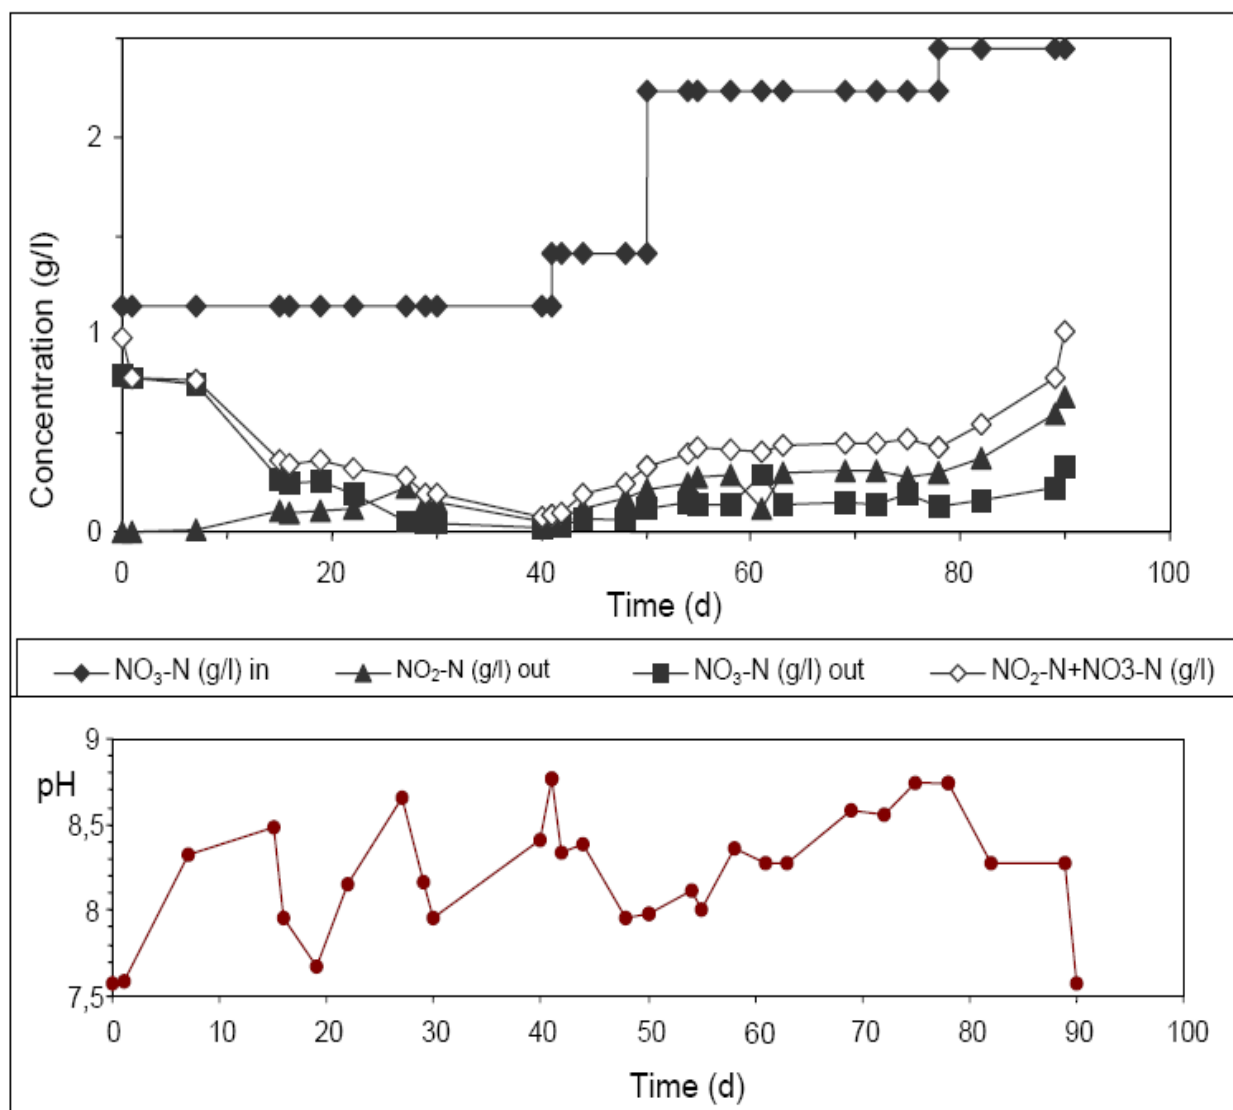 Concentration (g/l)
2
1
0
0 20 40 60 80 100
Time (d)
NO₃-N (g/l) in NO₂-N (g/l) out NO₃-N (g/l) out NO₂-N+NO3-N (g/l)
pH
9
8,5
8
7,5
0 10 20 30 40 50 60 70 80 90 100
Time (d)